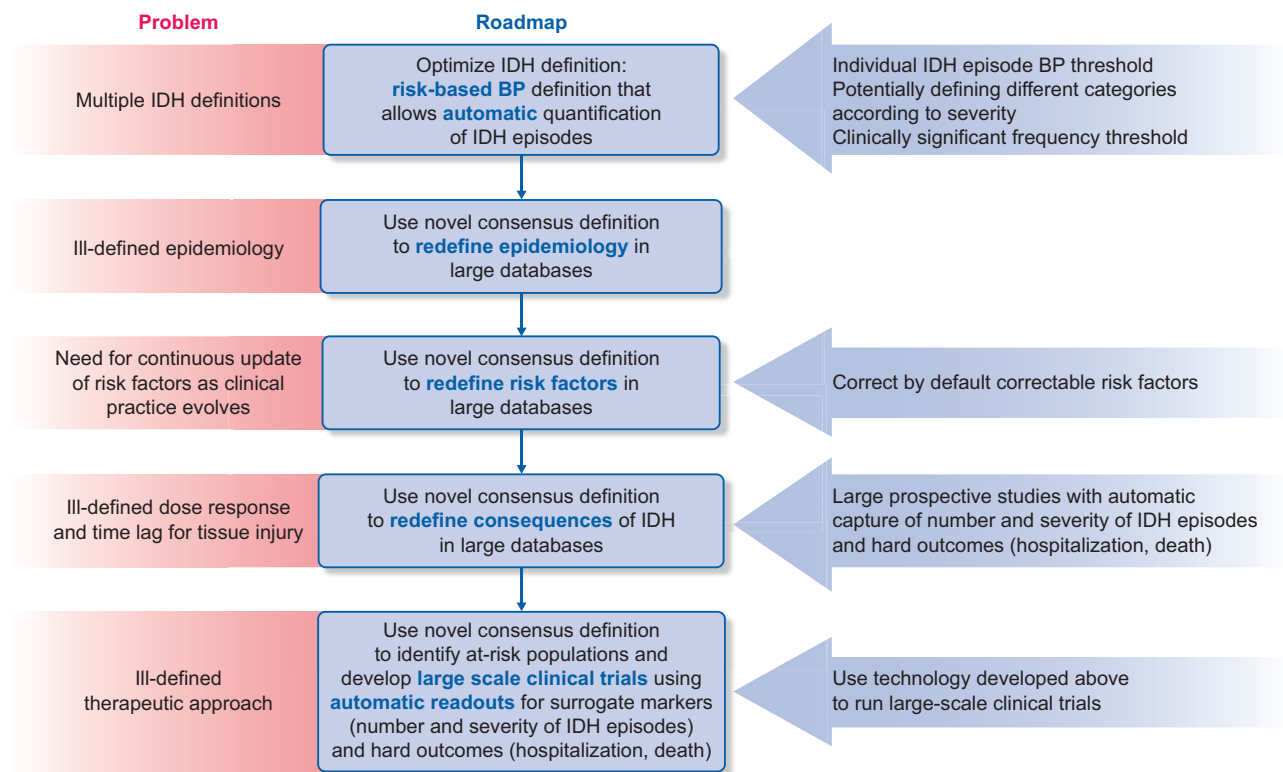 Problem
Roadmap
Multiple IDH definitions
Optimize IDH definition:
risk-based BP definition that
allows automatic quantification
of IDH episodes
Individual IDH episode BP threshold
Potentially defining different categories
according to severity
Clinically significant frequency threshold
Ill-defined epidemiology
Use novel consensus definition
to redefine epidemiology in
large databases
Need for continuous update
of risk factors as clinical
practice evolves
Use novel consensus definition
to redefine risk factors in
large databases
Correct by default correctable risk factors
Ill-defined dose response
and time lag for tissue injury
Use novel consensus definition
to redefine consequences of IDH
in large databases
Large prospective studies with automatic
capture of number and severity of IDH episodes
and hard outcomes (hospitalization, death)
Ill-defined
therapeutic approach
Use novel consensus definition
to identify at-risk populations and
develop large scale clinical trials using
automatic readouts for surrogate markers
(number and severity of IDH episodes)
and hard outcomes (hospitalization, death)
Use technology developed above
to run large-scale clinical trials